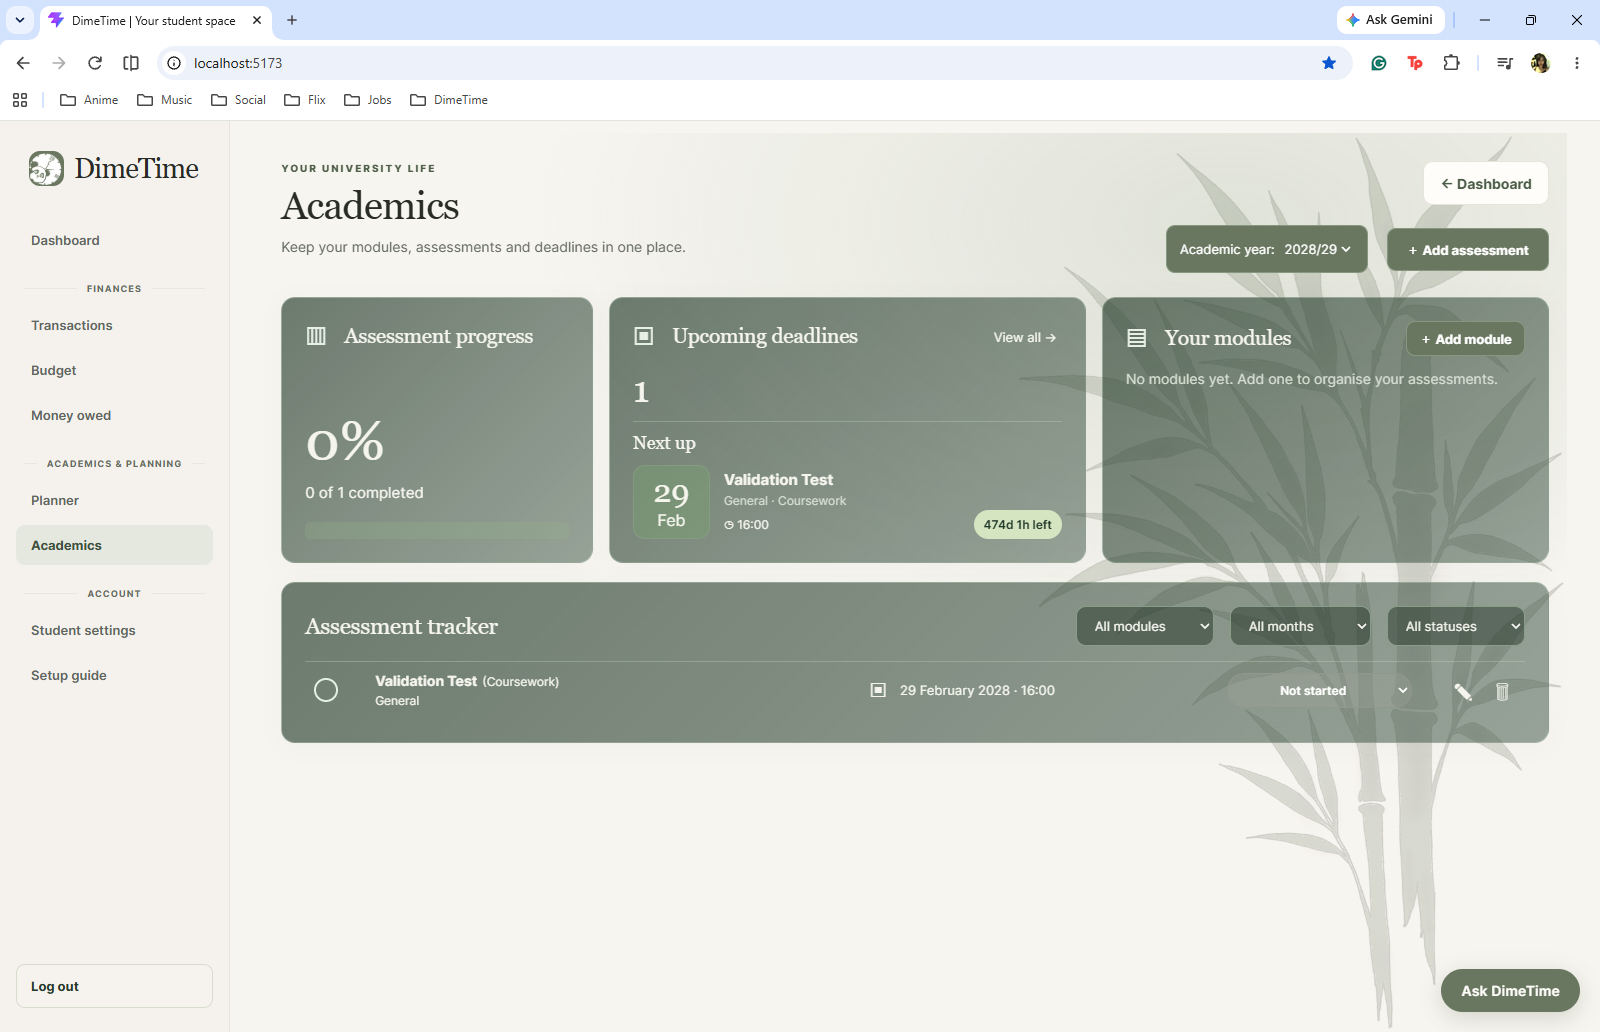 DimeTime | Your student space
Ask Gemini
localhost:5173
Anime
Music
Social
Flix
Jobs
DimeTime
DimeTime
Dashboard
FINANCES
Transactions
Budget
Money owed
ACADEMICS & PLANNING
Planner
Academics
ACCOUNT
Student settings
Setup guide
Log out
YOUR UNIVERSITY LIFE
Academics
Keep your modules, assessments and deadlines in one place.
← Dashboard
Academic year: 2028/29
+ Add assessment
Assessment progress
0%
0 of 1 completed
Upcoming deadlines
View all →
1
Next up
29
Feb
Validation Test
General · Coursework
16:00
474d 1h left
Your modules
+ Add module
No modules yet. Add one to organise your assessments.
Assessment tracker
All modules
All months
All statuses
Validation Test (Coursework)
General
29 February 2028 · 16:00
Not started
Ask DimeTime